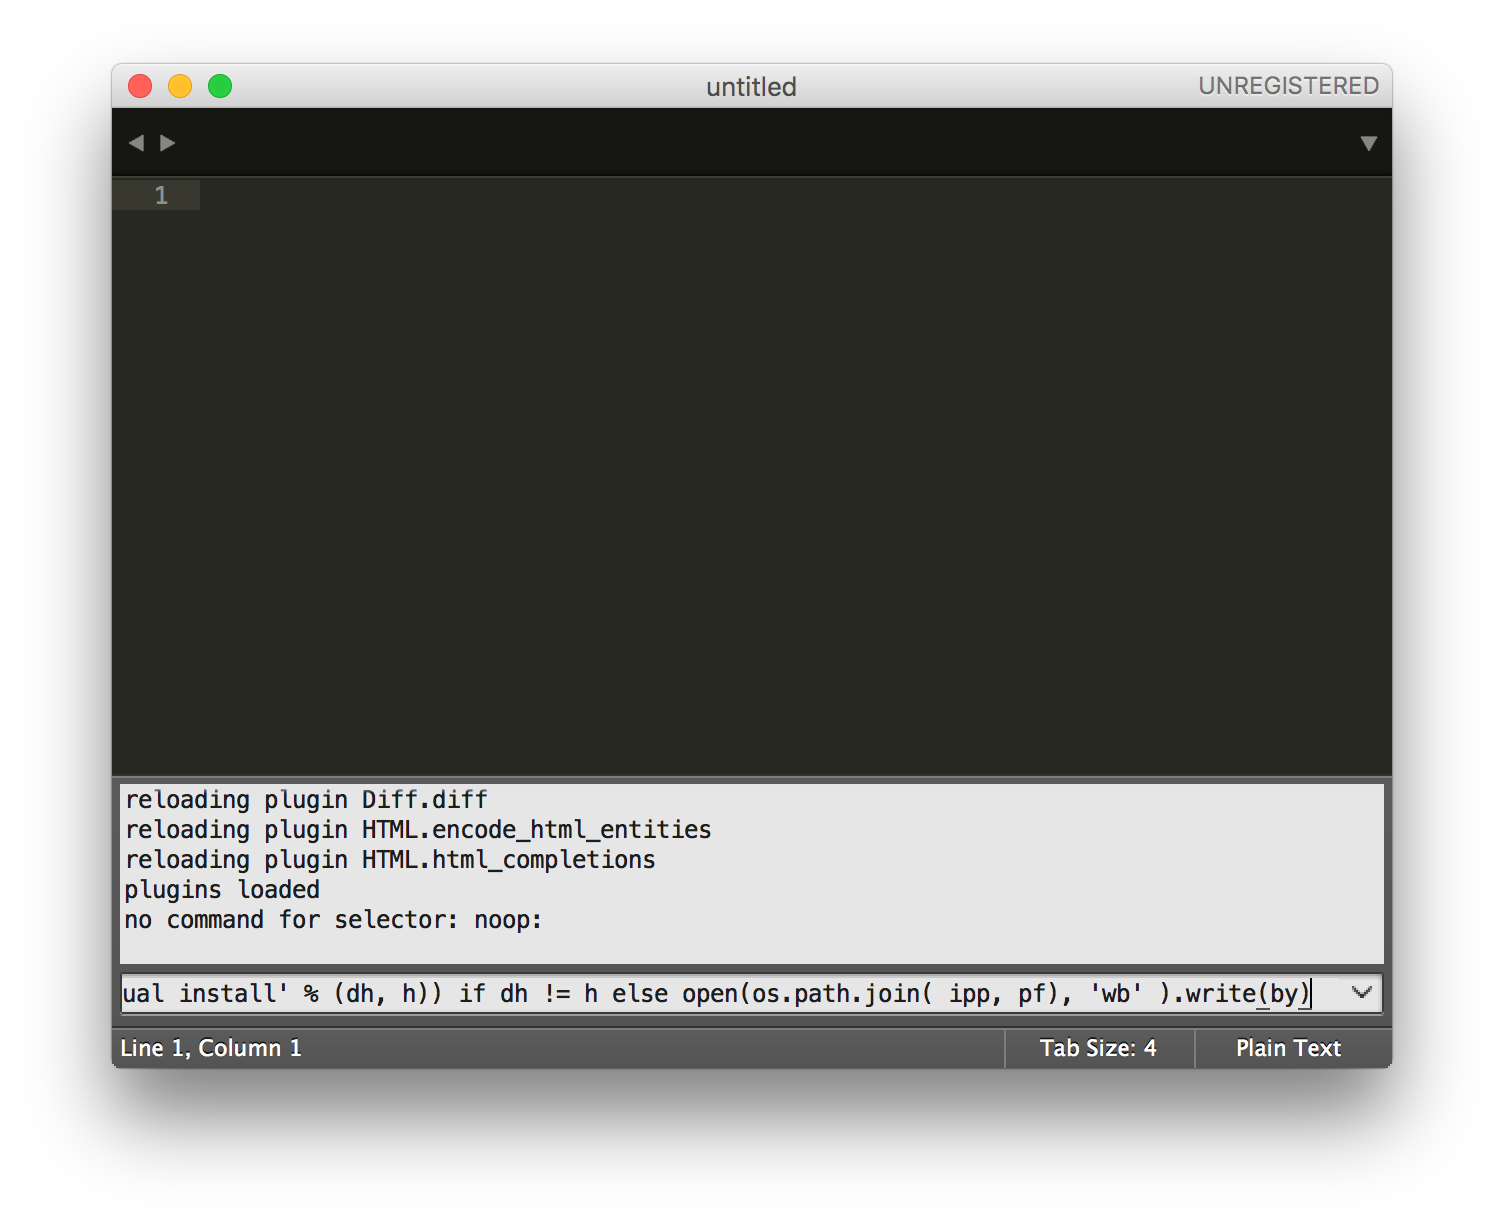 untitled
UNREGISTERED
1
reloading plugin Diff.diff
reloading plugin HTML.encode_html_entities
reloading plugin HTML.html_completions
plugins loaded
no command for selector: noop:
ual install' % (dh, h)) if dh != h else open(os.path.join( ipp, pf), 'wb' ).write(by)
Line 1, Column 1
Tab Size: 4
Plain Text